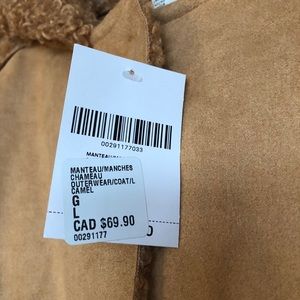 00291177033
MANTEAU/MANCHES
CHAMEAU
OUTERWEAR/COAT/L
CAMEL
G
L
CAD $69.90
00291177